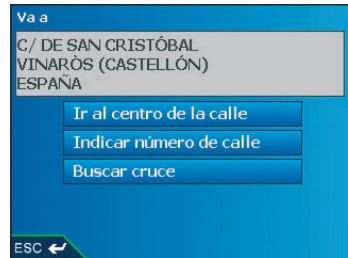 Va a
C/ DE SAN CRISTÓBAL
VINARÒS (CASTELLÓN)
ESPAÑA
Ir al centro de la calle
Indicar número de calle
Buscar cruce
ESC